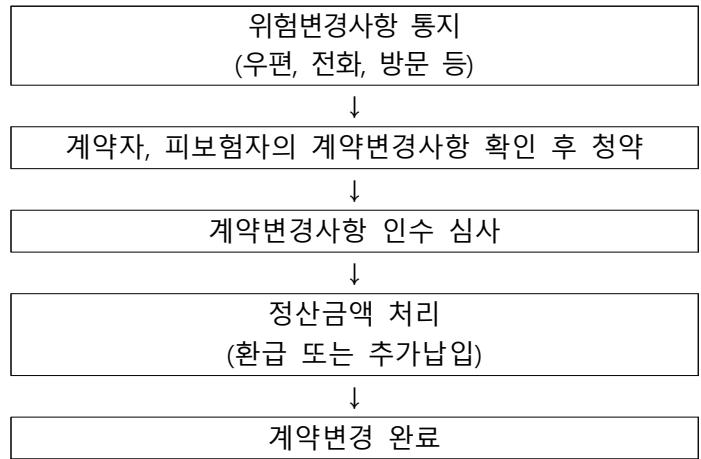 위험변경사항 통지
(우편, 전화, 방문 등)
↓
계약자, 피보험자의 계약변경사항 확인 후 청약
↓
계약변경사항 인수 심사
↓
정산금액 처리
(환급 또는 추가납입)
↓
계약변경 완료